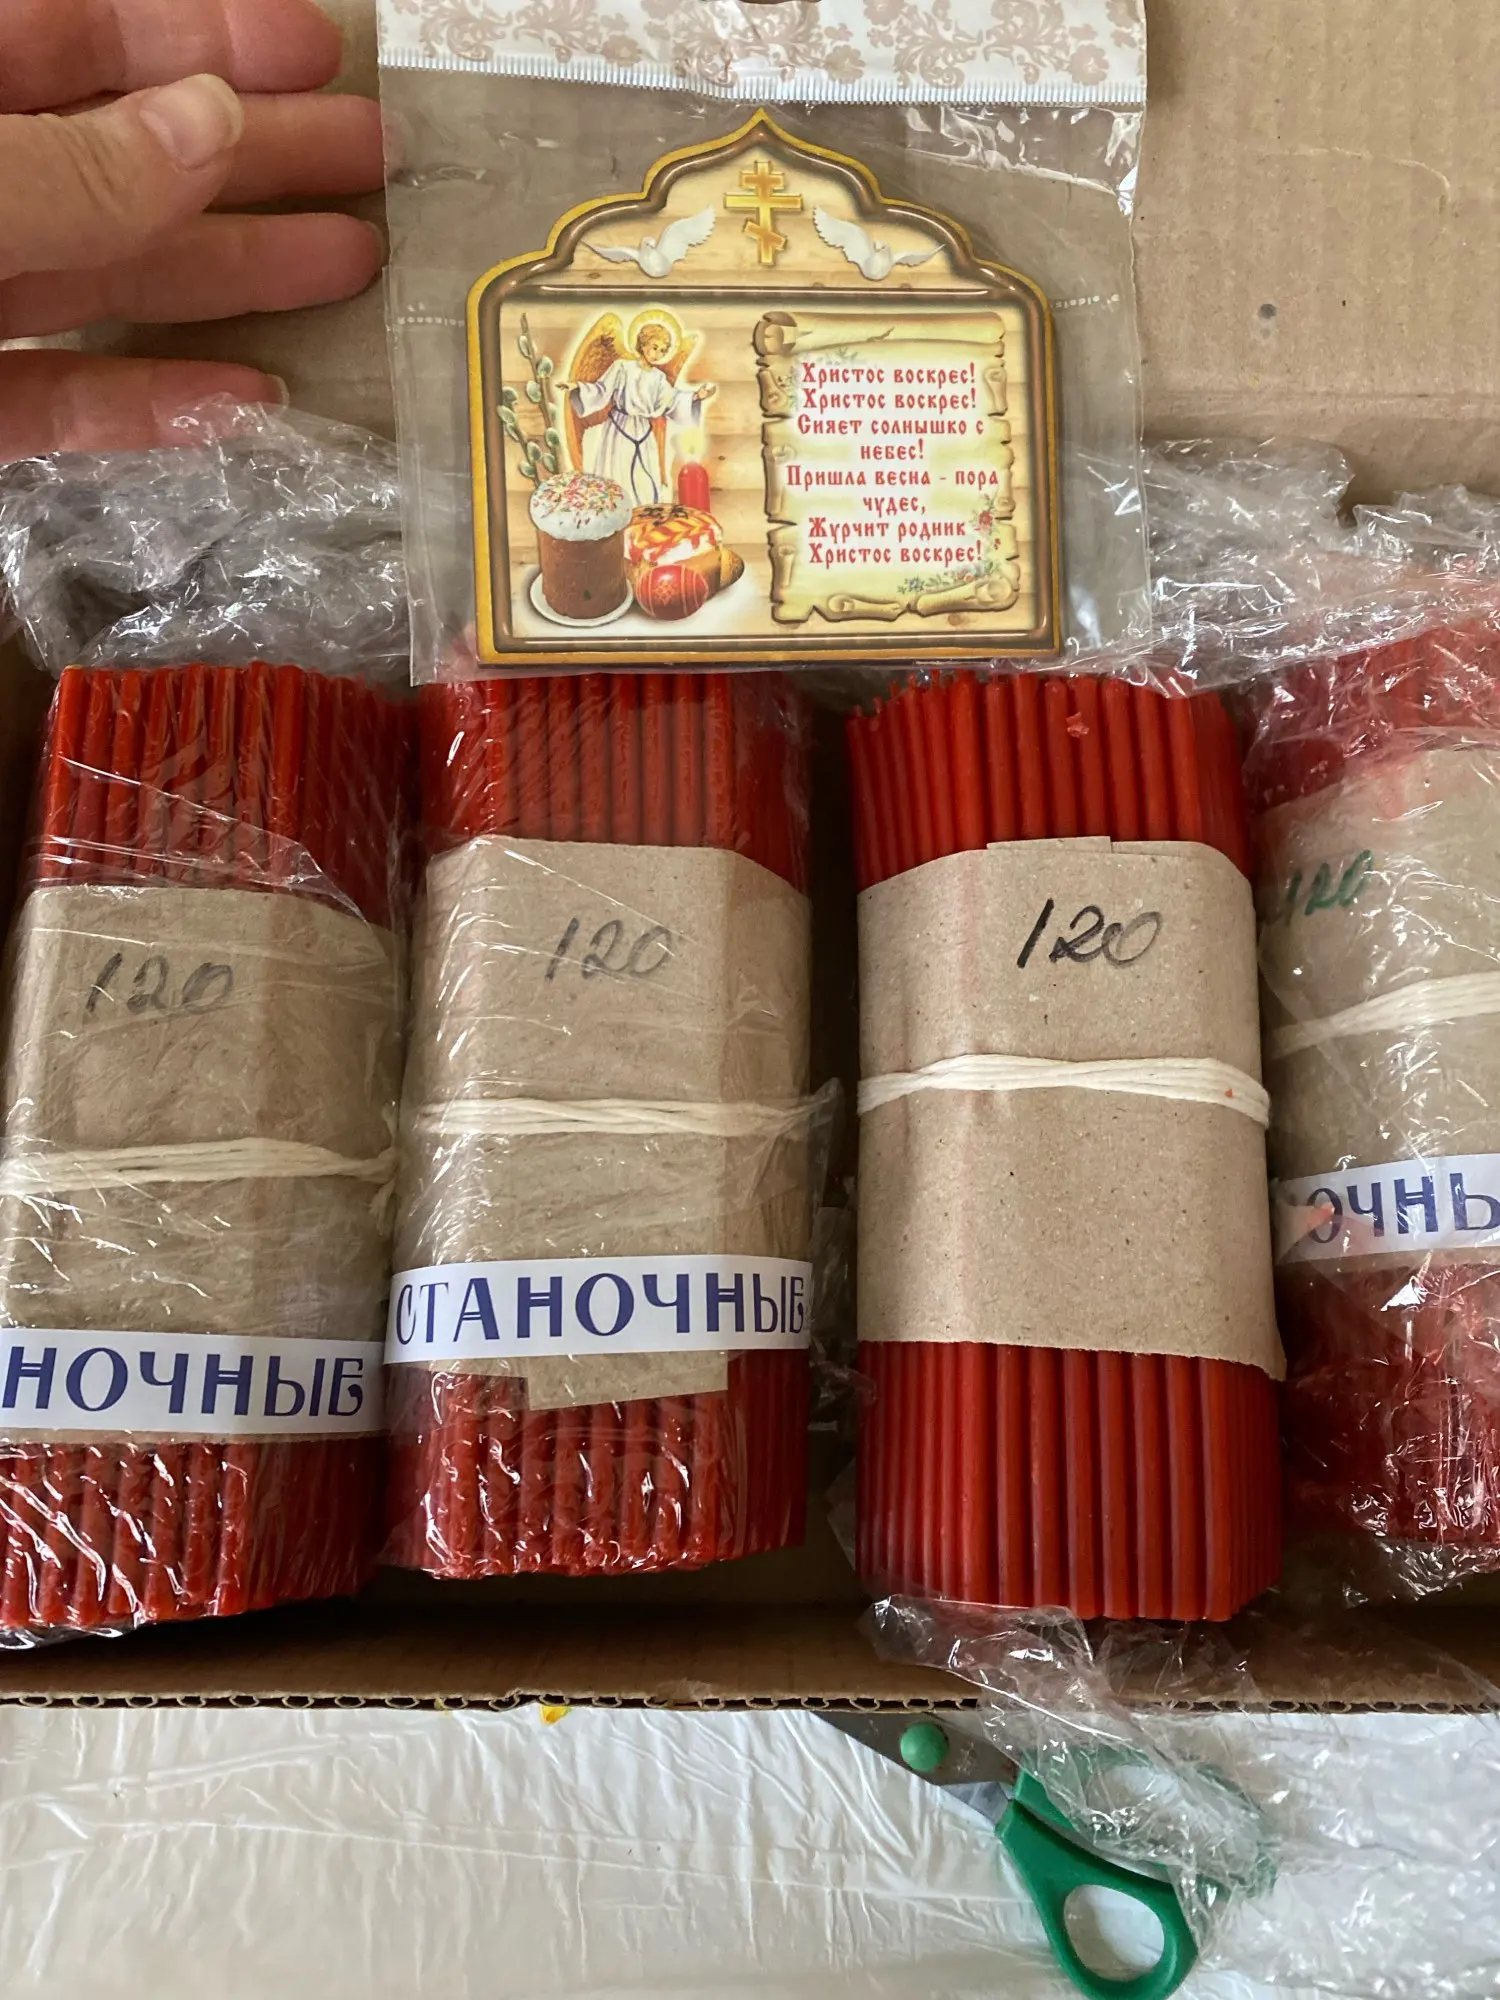 Христос воскрес!
Христос воскрес!
Сияет солнышко с
небес!
Пришла весна - пора
чудес,
Журчит родник
Христос воскрес!
120
120
120
120
НОЧНЫЕ
СТАНОЧНЫЕ
ОЧНЫ